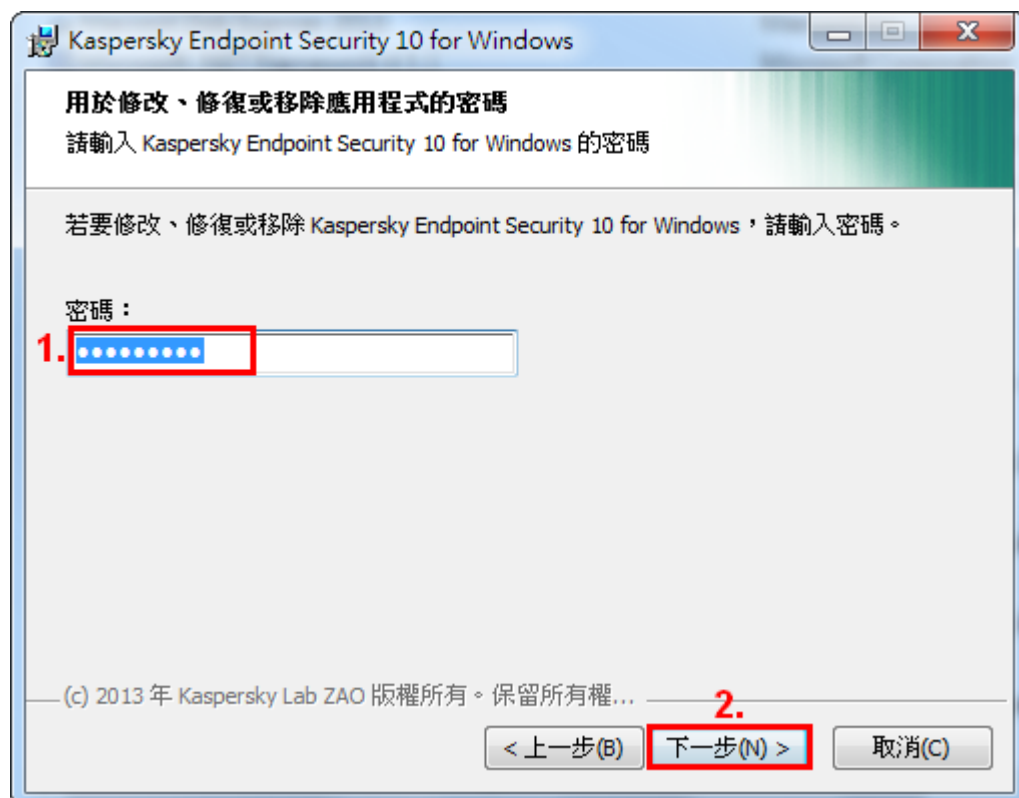 Kaspersky Endpoint Security 10 for Windows
用於修改、修復或移除應用程式的密碼
請輸入 Kaspersky Endpoint Security 10 for Windows 的密碼
若要修改、修復或移除 Kaspersky Endpoint Security 10 for Windows，請輸入密碼。
密碼：
1. •••••••••
(c) 2013 年 Kaspersky Lab ZAO 版權所有。保留所有權...
2.
< 上一步(B) 下一步(N) > 取消(C)